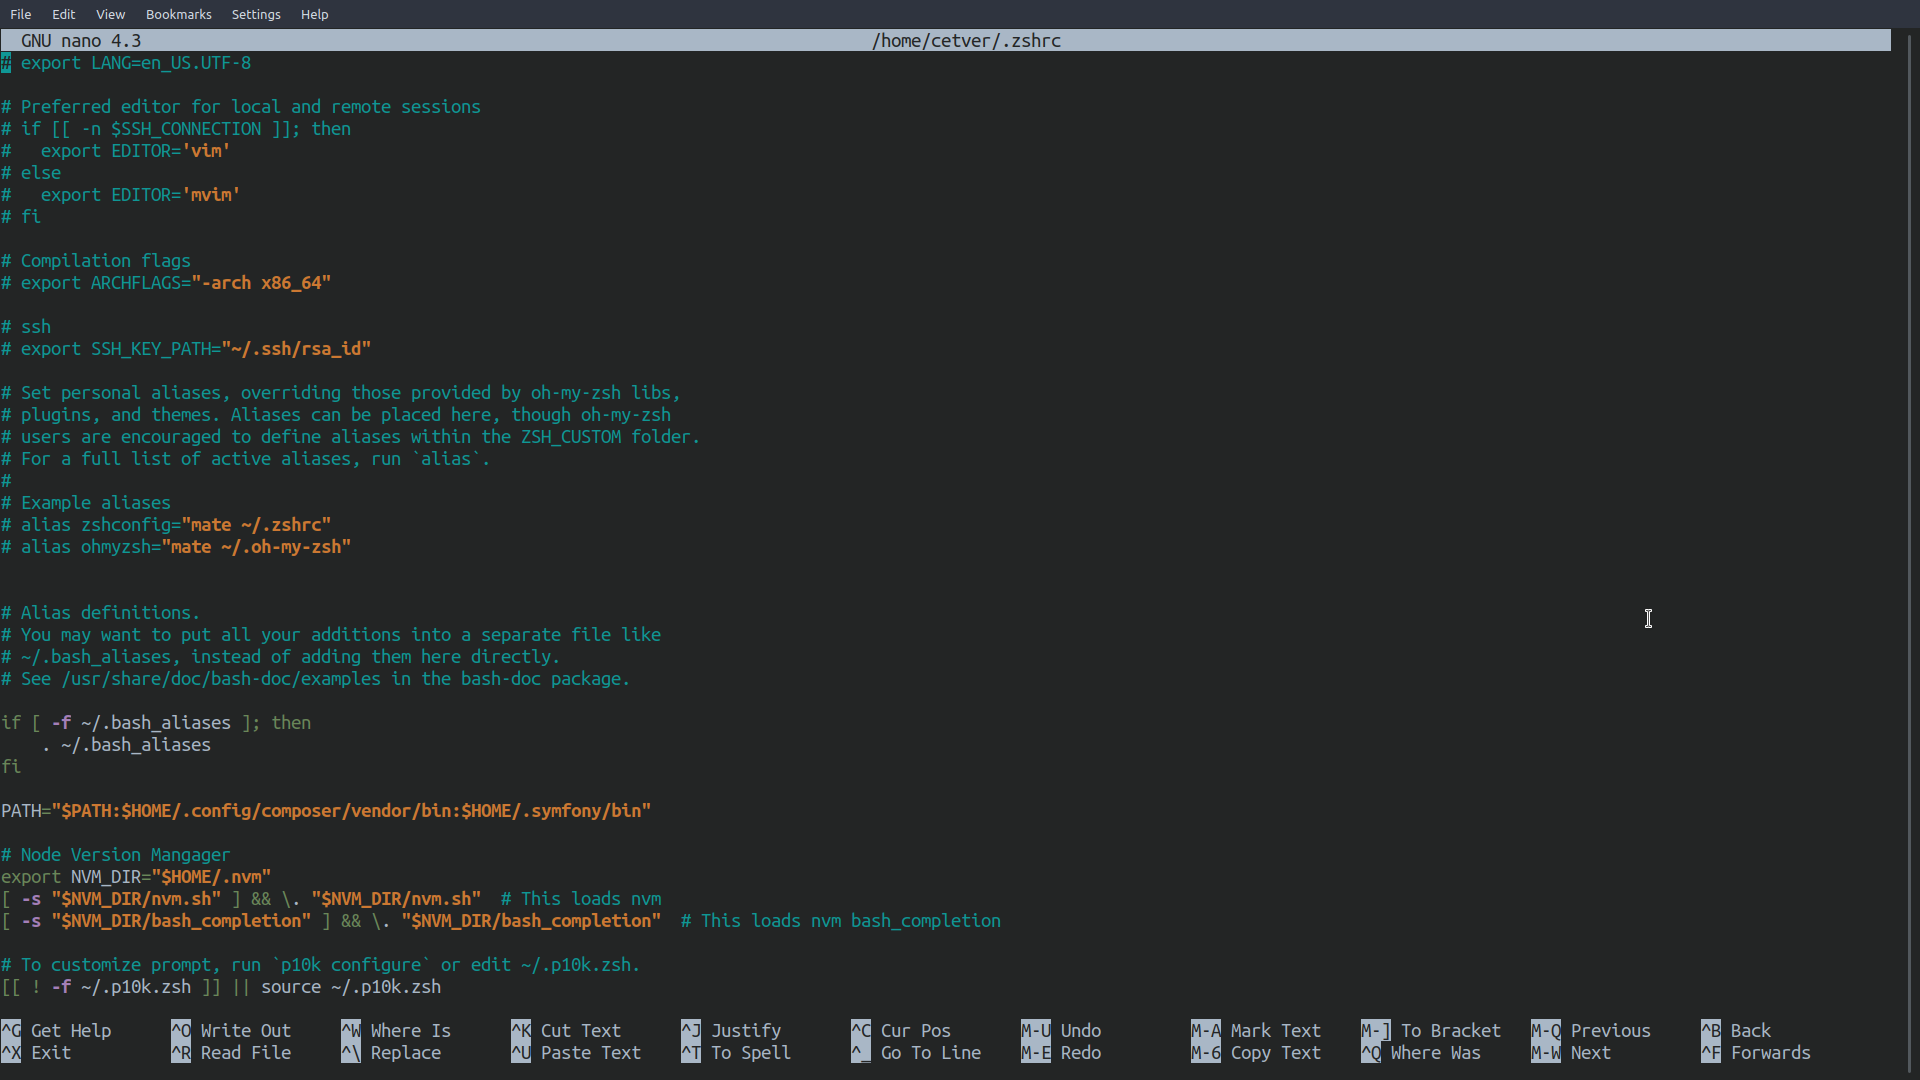 File Edit View Bookmarks Settings Help
GNU nano 4.3 /home/cetver/.zshrc
# export LANG=en_US.UTF-8

# Preferred editor for local and remote sessions
# if [[ -n $SSH_CONNECTION ]]; then
#   export EDITOR='vim'
# else
#   export EDITOR='mvim'
# fi

# Compilation flags
# export ARCHFLAGS="-arch x86_64"

# ssh
# export SSH_KEY_PATH="~/.ssh/rsa_id"

# Set personal aliases, overriding those provided by oh-my-zsh libs,
# plugins, and themes. Aliases can be placed here, though oh-my-zsh
# users are encouraged to define aliases within the ZSH_CUSTOM folder.
# For a full list of active aliases, run `alias`.
#
# Example aliases
# alias zshconfig="mate ~/.zshrc"
# alias ohmyzsh="mate ~/.oh-my-zsh"


# Alias definitions.
# You may want to put all your additions into a separate file like
# ~/.bash_aliases, instead of adding them here directly.
# See /usr/share/doc/bash-doc/examples in the bash-doc package.

if [ -f ~/.bash_aliases ]; then
    . ~/.bash_aliases
fi

PATH="$PATH:$HOME/.config/composer/vendor/bin:$HOME/.symfony/bin"

# Node Version Mangager
export NVM_DIR="$HOME/.nvm"
[ -s "$NVM_DIR/nvm.sh" ] && \. "$NVM_DIR/nvm.sh"  # This loads nvm
[ -s "$NVM_DIR/bash_completion" ] && \. "$NVM_DIR/bash_completion"  # This loads nvm bash_completion

# To customize prompt, run `p10k configure` or edit ~/.p10k.zsh.
[[ ! -f ~/.p10k.zsh ]] || source ~/.p10k.zsh

^G Get Help ^O Write Out ^W Where Is ^K Cut Text ^J Justify ^C Cur Pos M-U Undo M-A Mark Text M-] To Bracket M-Q Previous ^B Back
^X Exit ^R Read File ^\ Replace ^U Paste Text ^T To Spell ^_ Go To Line M-E Redo M-6 Copy Text ^Q Where Was M-W Next ^F Forwards